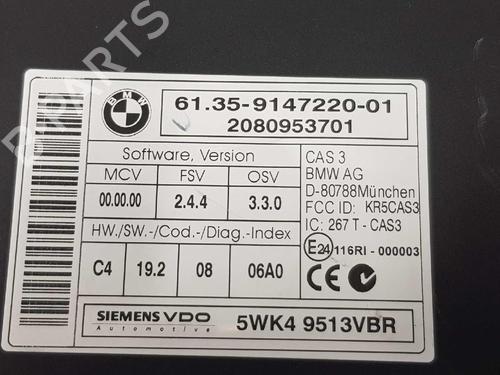 BMW
61.35-9147220-01
2080953701
Software, Version
MCV FSV OSV
00.00.00 2.4.4 3.3.0
HW./SW.-/Cod.-/Diag.-Index
C4 19.2 08 06A0
CAS 3
BMW AG
D-80788München
FCC ID: KR5CAS3
IC: 267 T - CAS3
E24 116RI - 000003
CE
SIEMENS VDO
Automotive
5WK4 9513VBR
B-PARTS